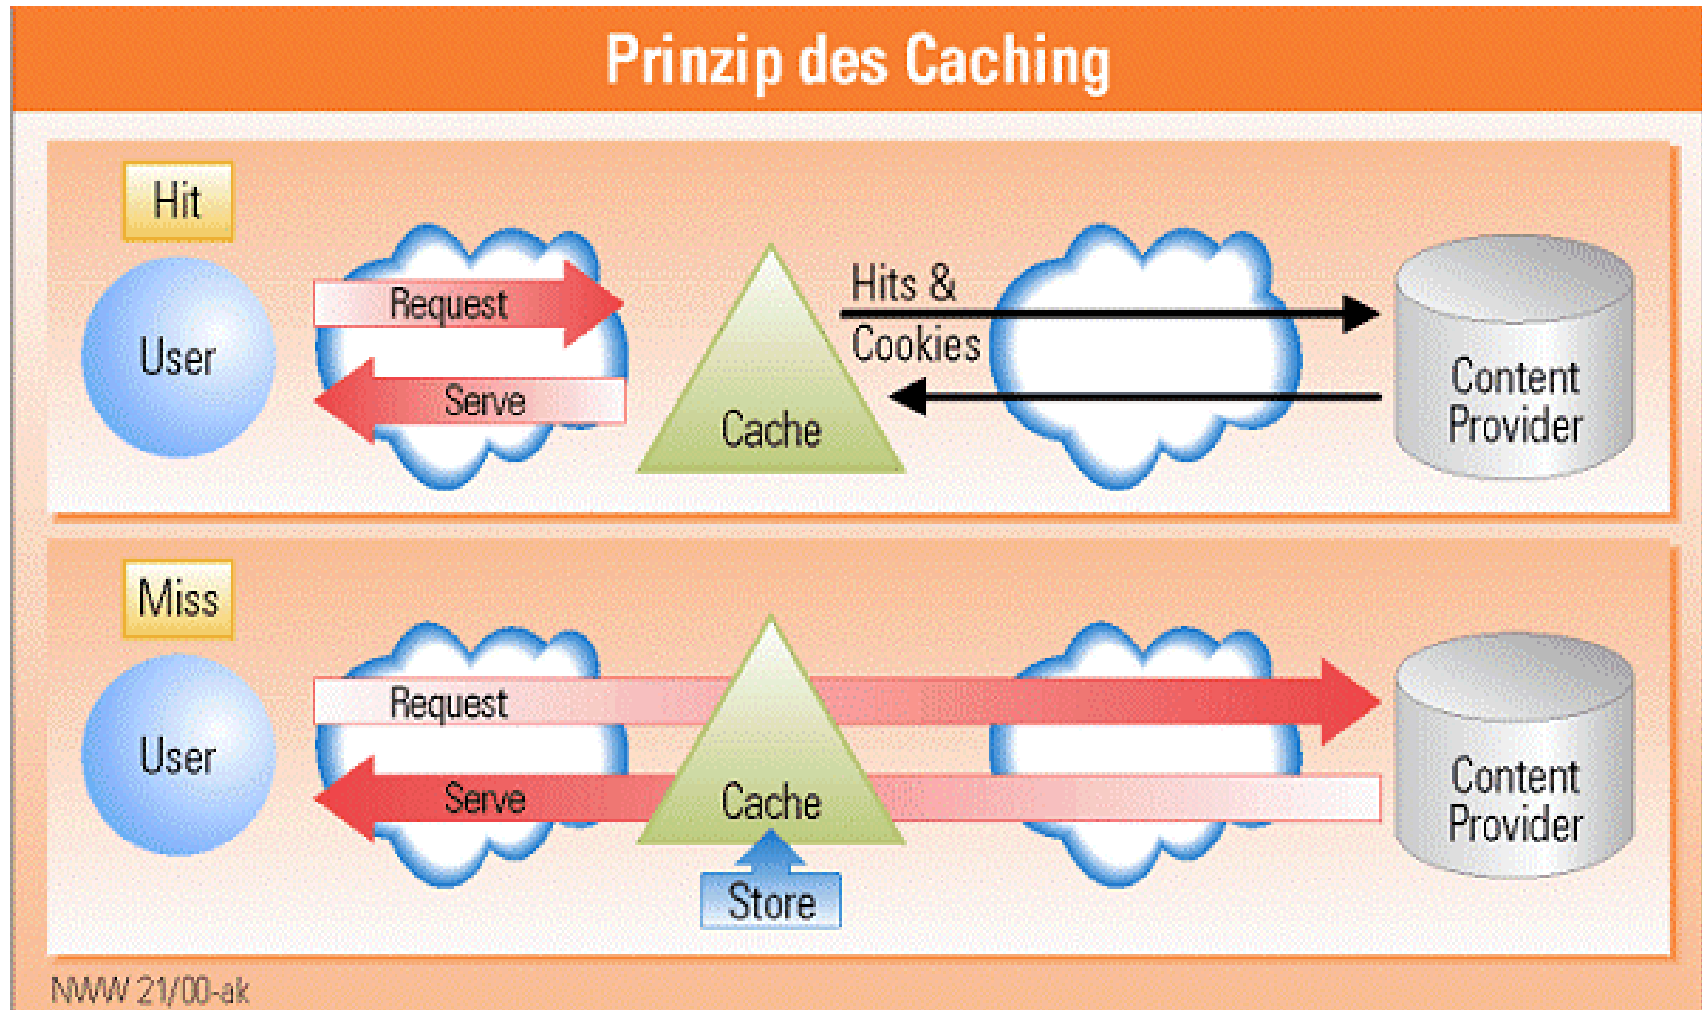 Prinzip des Caching
Hit
User
Request
Serve
Cache
Hits &
Cookies
Content
Provider
Miss
User
Request
Serve
Cache
Store
Content
Provider
NWW 21/00-ak